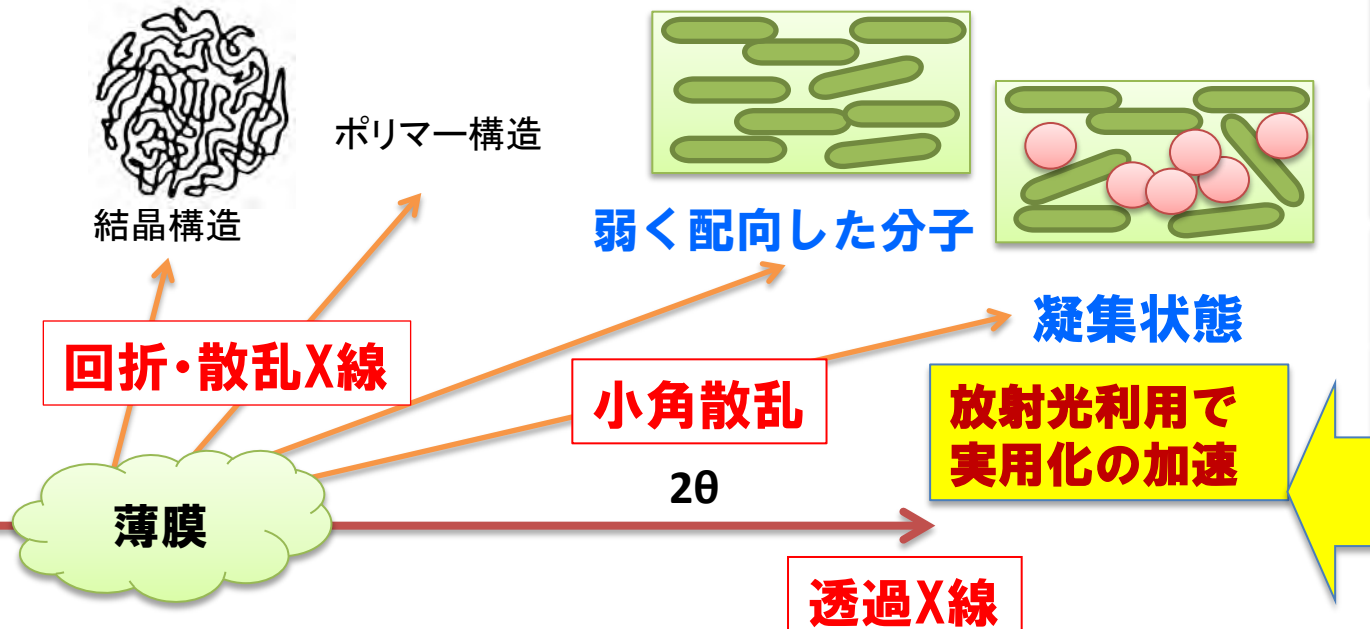 ポリマー構造
結晶構造
弱く配向した分子
凝集状態
回折・散乱X線
小角散乱
放射光利用で
実用化の加速
2θ
薄膜
透過X線